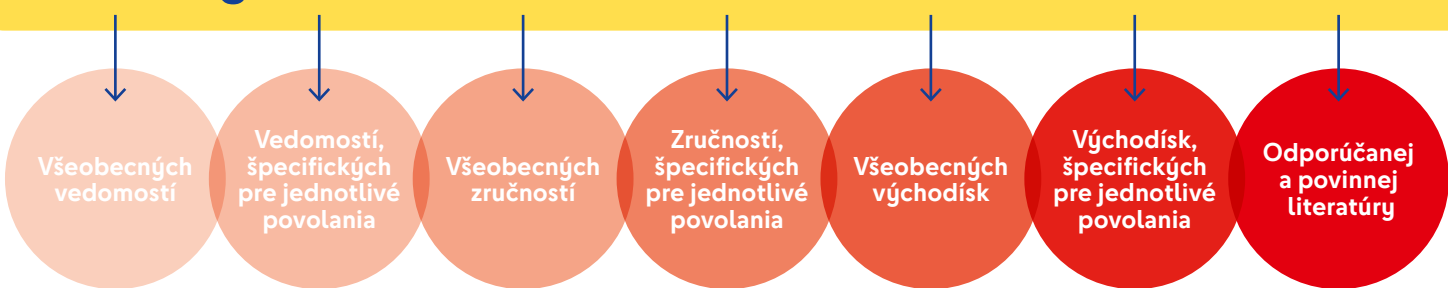 Všeobecných
vedomostí
Vedomostí,
špecifických
pre jednotlivé
povolania
Všeobecných
zručností
Zručností,
špecifických
pre jednotlivé
povolania
Všeobecných
východísk
Východísk,
špecifických
pre jednotlivé
povolania
Odporúčanej
a povinnej
literatúry